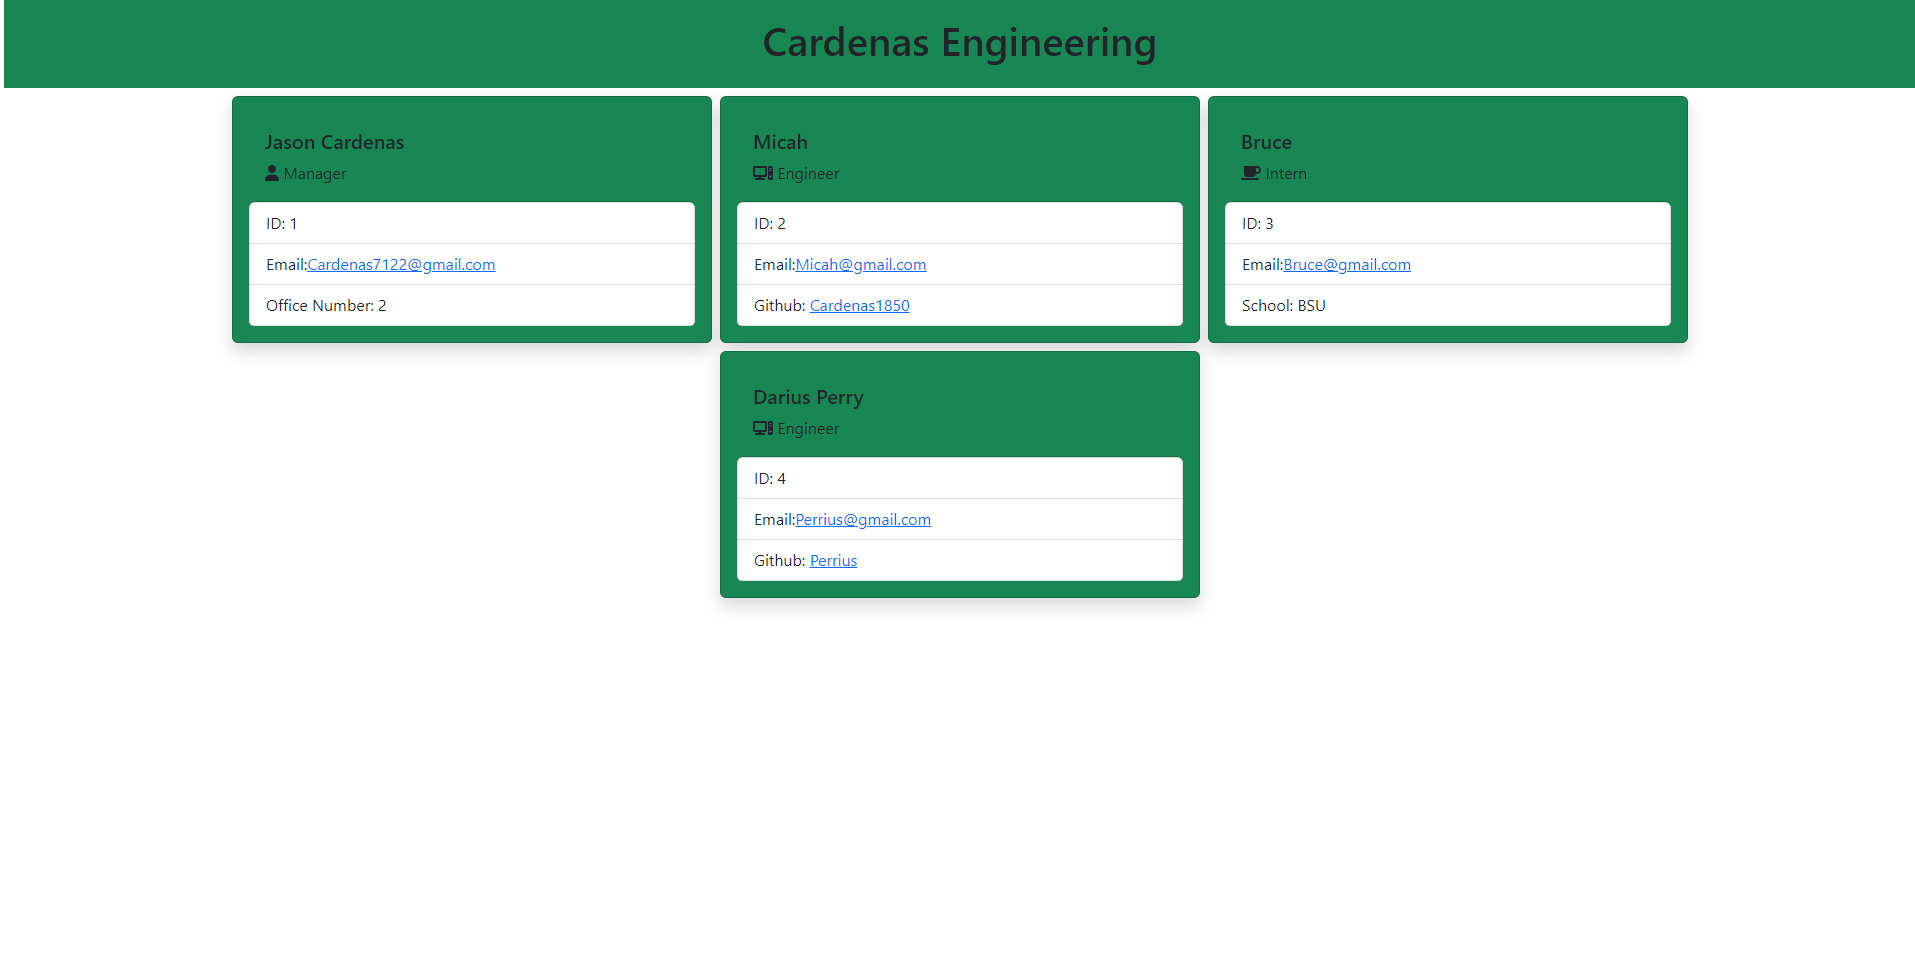 Cardenas Engineering
Jason Cardenas
Manager
ID: 1
Email:Cardenas7122@gmail.com
Office Number: 2
Micah
Engineer
ID: 2
Email:Micah@gmail.com
Github: Cardenas1850
Bruce
Intern
ID: 3
Email:Bruce@gmail.com
School: BSU
Darius Perry
Engineer
ID: 4
Email:Perrius@gmail.com
Github: Perrius